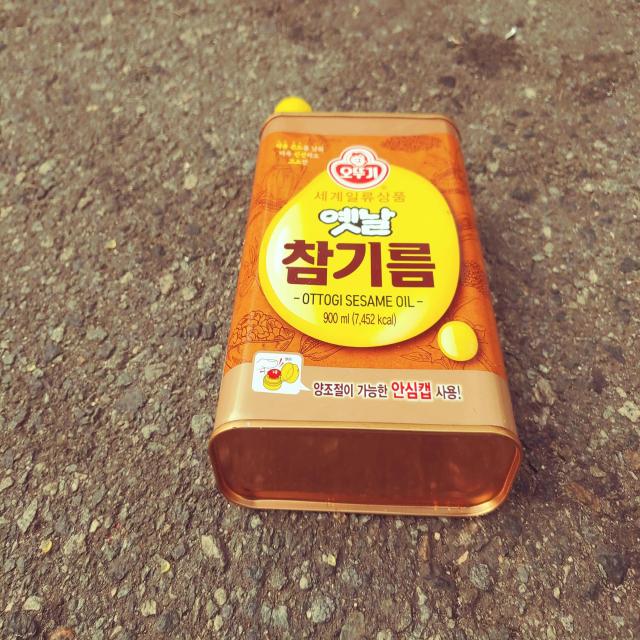 오뚜기
세계일류상품
옛날
참기름
- OTTOGI SESAME OIL -
900 ml (7,452 kcal)
양조절이 가능한 안심캡 사용!